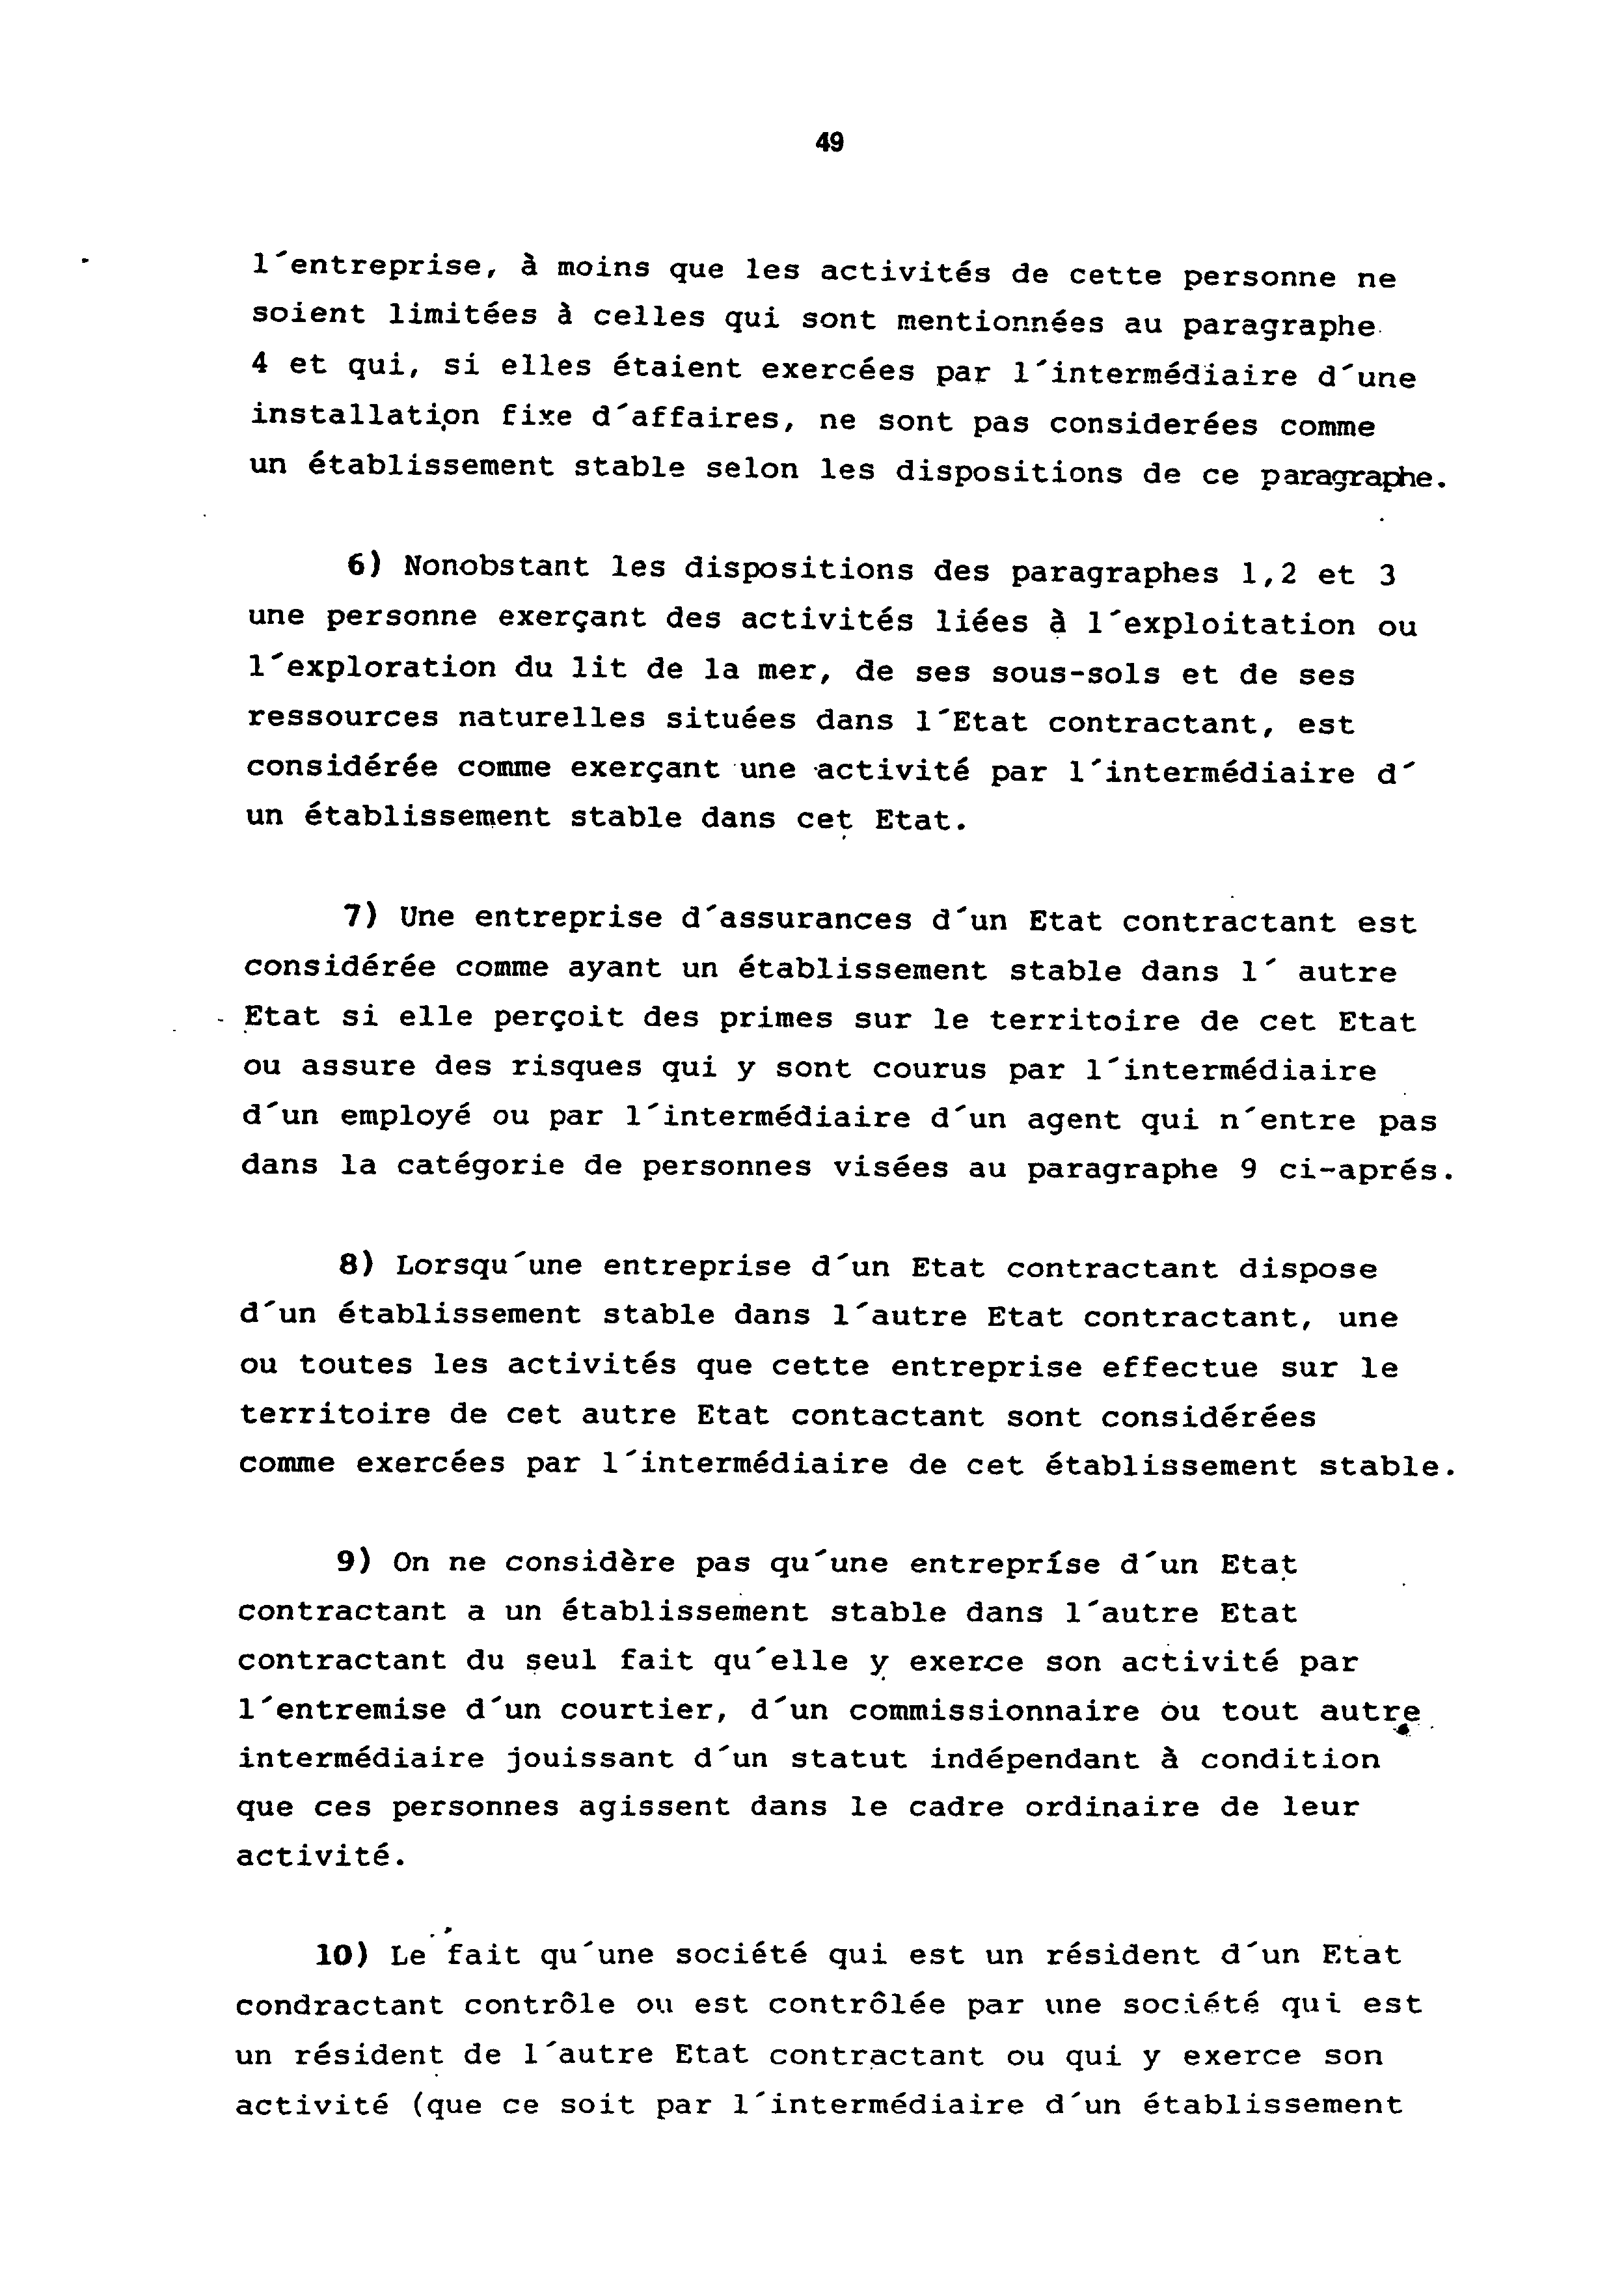 49
l´entreprise, à moins que les activités de cette personne ne
soient limitées à celles qui sont mentionnées au paragraphe
4 et qui, si elles étaient exercées par l´intermédiaire d´une
installation fixe d´affaires, ne sont pas considerées comme
un établissement stable selon les dispositions de ce paragraphe.
6) Nonobstant les dispositions des paragraphes 1,2 et 3
une personne exerçant des activités liées à l´exploitation ou
l´exploration du lit de la mer, de ses sous-sols et de ses
ressources naturelles situées dans l´Etat contractant, est
considérée comme exerçant une activité par l´intermédiaire d´
un établissement stable dans cet Etat.
7) Une entreprise d´assurances d´un Etat contractant est
considérée comme ayant un établissement stable dans l´ autre
Etat si elle perçoit des primes sur le territoire de cet Etat
ou assure des risques qui y sont courus par l´intermédiaire
d´un employé ou par l´intermédiaire d´un agent qui n´entre pas
dans la catégorie de personnes visées au paragraphe 9 ci-aprés.
8) Lorsqu´une entreprise d´un Etat contractant dispose
d´un établissement stable dans l´autre Etat contractant, une
ou toutes les activités que cette entreprise effectue sur le
territoire de cet autre Etat contactant sont considérées
comme exercées par l´intermédiaire de cet établissement stable.
9) On ne considère pas qu´une entrepríse d´un Etat
contractant a un établissement stable dans l´autre Etat
contractant du seul fait qu´elle y exerce son activité par
l´entremise d´un courtier, d´un commissionnaire ou tout autre
intermédiaire jouissant d´un statut indépendant à condition
que ces personnes agissent dans le cadre ordinaire de leur
activité.
10) Le fait qu´une société qui est un résident d´un Etat
condractant contrôle ou est contrôlée par une société qui est
un résident de l´autre Etat contractant ou qui y exerce son
activité (que ce soit par l´intermédiaire d´un établissement